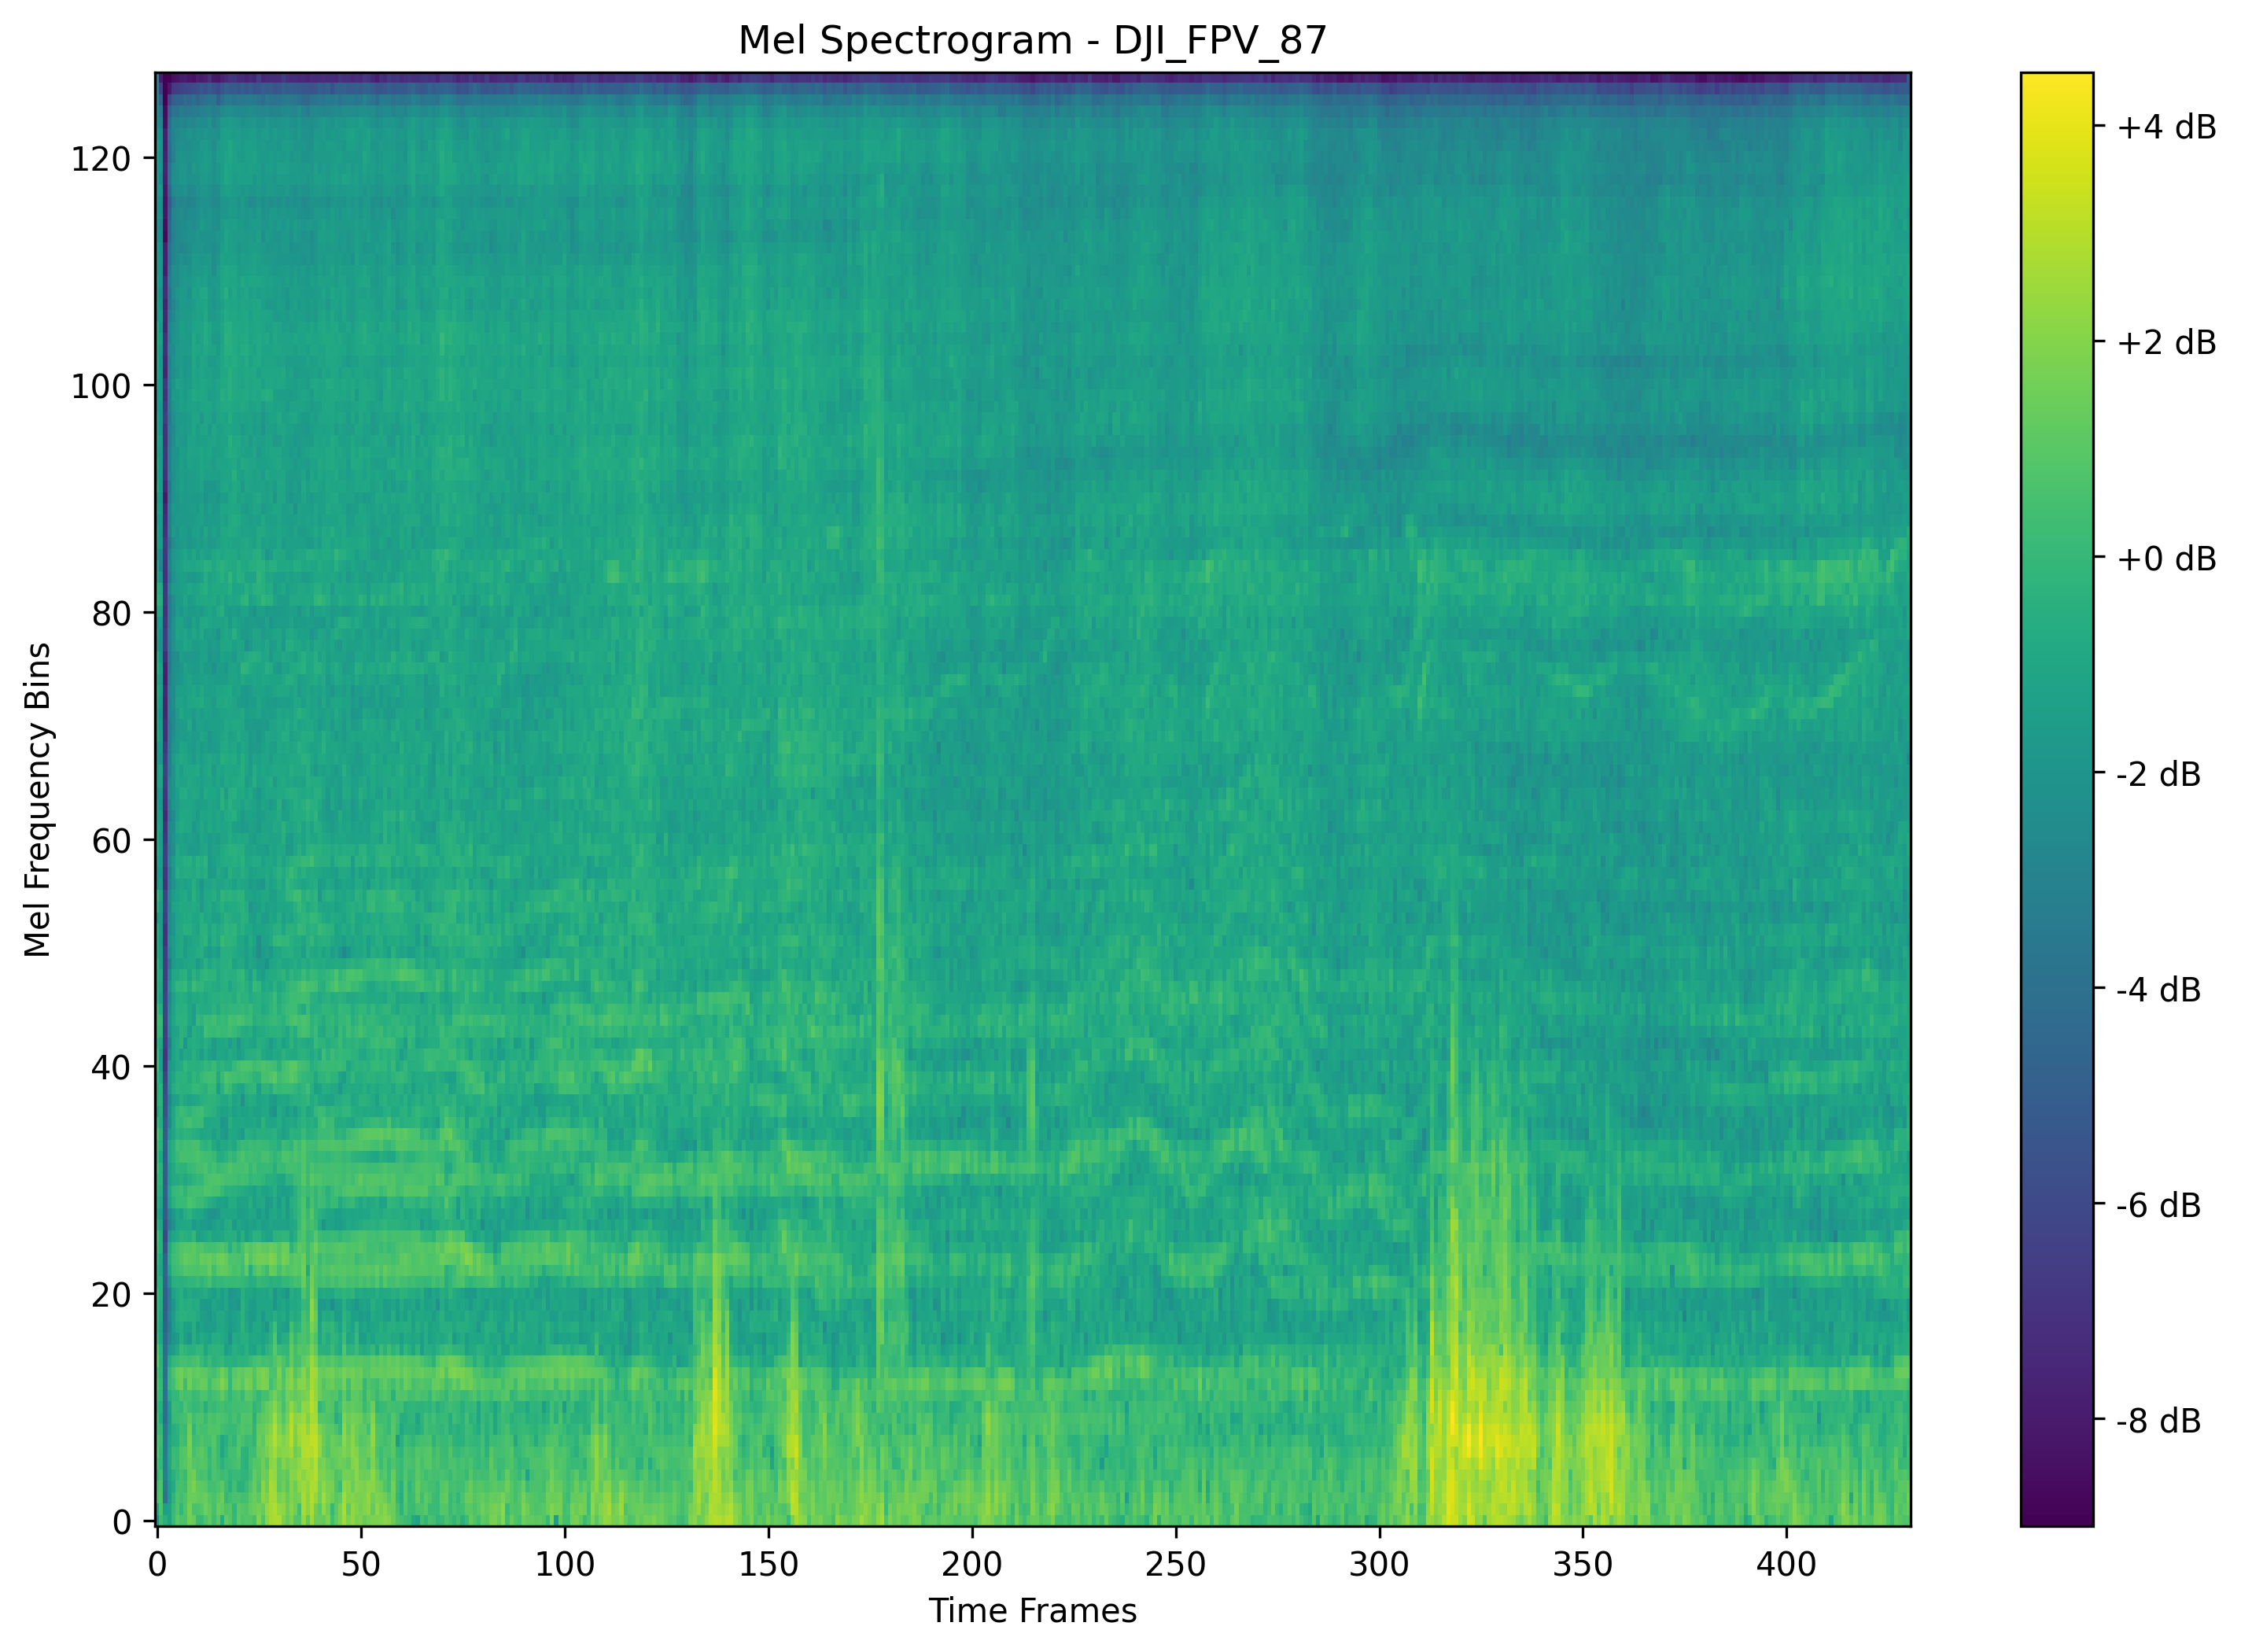 Mel Spectrogram - DJI_FPV_87
Mel Frequency Bins
120
100
80
60
40
20
0
0 50 100 150 200 250 300 350 400
Time Frames
+4 dB
+2 dB
+0 dB
-2 dB
-4 dB
-6 dB
-8 dB